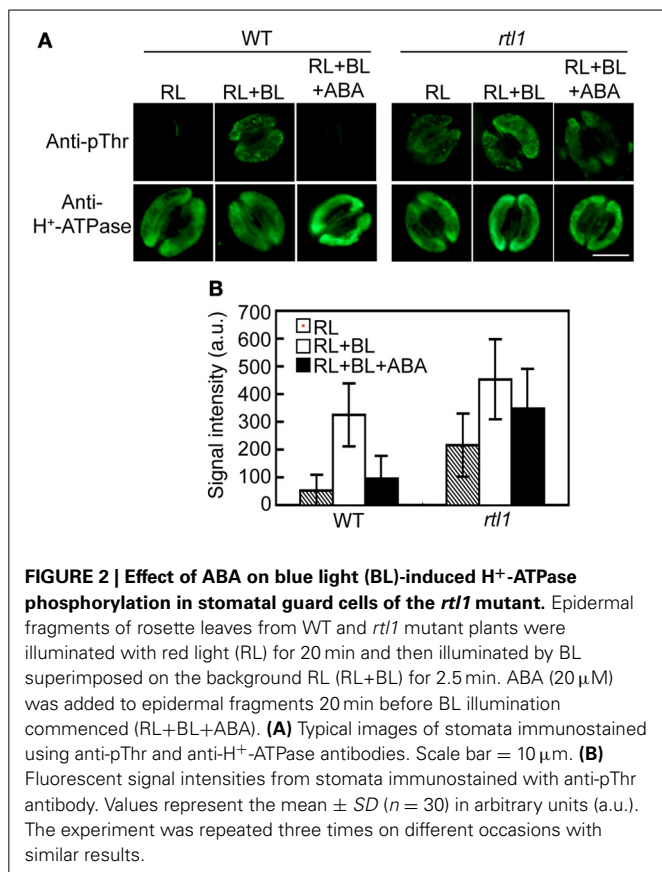 A
WT
rtl1
RL RL+BL RL+BL +ABA RL RL+BL RL+BL +ABA
Anti-pThr
Anti-
H⁺-ATPase
B
Signal intensity (a.u.)
700
600
500
400
300
200
100
0
RL
RL+BL
RL+BL+ABA
WT rtl1
FIGURE 2 | Effect of ABA on blue light (BL)-induced H⁺-ATPase
phosphorylation in stomatal guard cells of the rtl1 mutant. Epidermal
fragments of rosette leaves from WT and rtl1 mutant plants were
illuminated with red light (RL) for 20 min and then illuminated by BL
superimposed on the background RL (RL+BL) for 2.5 min. ABA (20 μM)
was added to epidermal fragments 20 min before BL illumination
commenced (RL+BL+ABA). (A) Typical images of stomata immunostained
using anti-pThr and anti-H⁺-ATPase antibodies. Scale bar = 10 μm. (B)
Fluorescent signal intensities from stomata immunostained with anti-pThr
antibody. Values represent the mean ± SD (n = 30) in arbitrary units (a.u.).
The experiment was repeated three times on different occasions with
similar results.